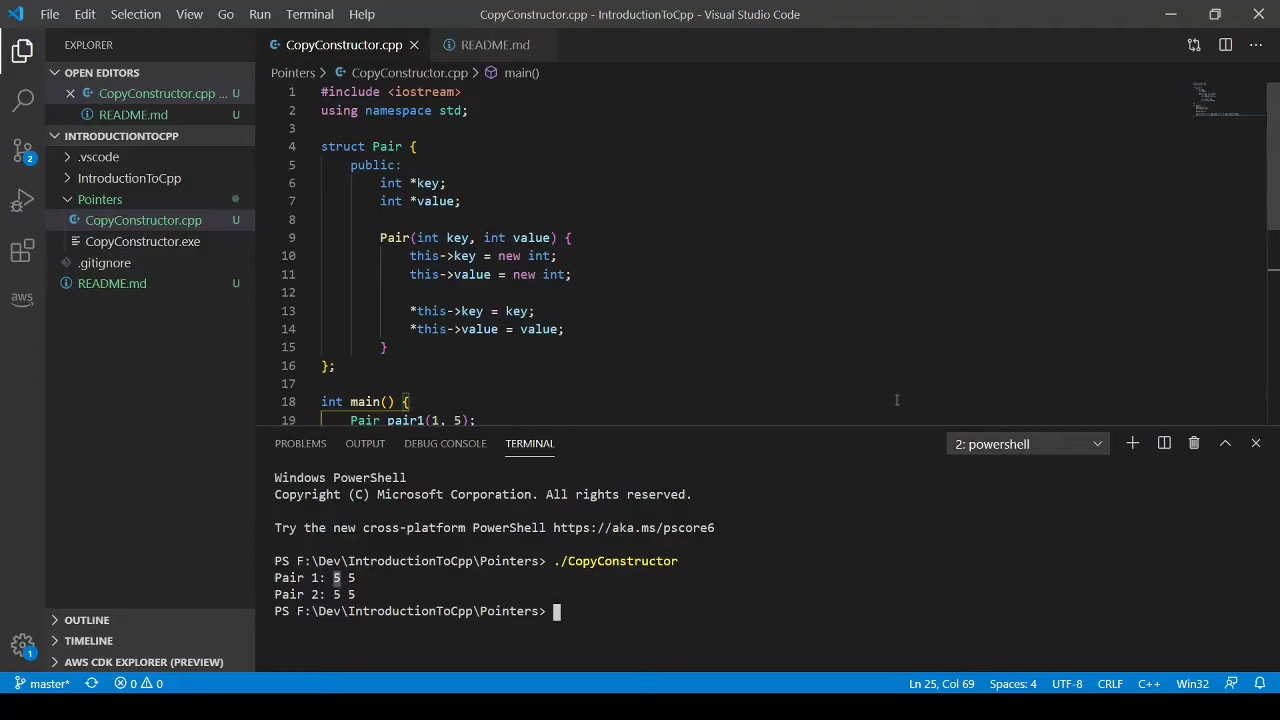 File Edit Selection View Go Run Terminal Help CopyConstructor.cpp - IntroductionToCpp - Visual Studio Code
EXPLORER
OPEN EDITORS
CopyConstructor.cpp ... U
README.md U
INTRODUCTIONTOCPP
.vscode
IntroductionToCpp
Pointers
CopyConstructor.cpp U
CopyConstructor.exe
.gitignore
README.md U
OUTLINE
TIMELINE
AWS CDK EXPLORER (PREVIEW)
2
aws
1
CopyConstructor.cpp README.md
Pointers > CopyConstructor.cpp > main()
1 #include <iostream>
2 using namespace std;
3
4 struct Pair {
5 public:
6 int *key;
7 int *value;
8
9 Pair(int key, int value) {
10 this->key = new int;
11 this->value = new int;
12
13 *this->key = key;
14 *this->value = value;
15 }
16 };
17
18 int main() {
19 Pair pair1(1, 5);
PROBLEMS OUTPUT DEBUG CONSOLE TERMINAL 2: powershell
Windows PowerShell
Copyright (C) Microsoft Corporation. All rights reserved.
Try the new cross-platform PowerShell https://aka.ms/pscore6
PS F:\Dev\IntroductionToCpp\Pointers> ./CopyConstructor
Pair 1: 5 5
Pair 2: 5 5
PS F:\Dev\IntroductionToCpp\Pointers>
master* 0 0 Ln 25, Col 69 Spaces: 4 UTF-8 CRLF C++ Win32